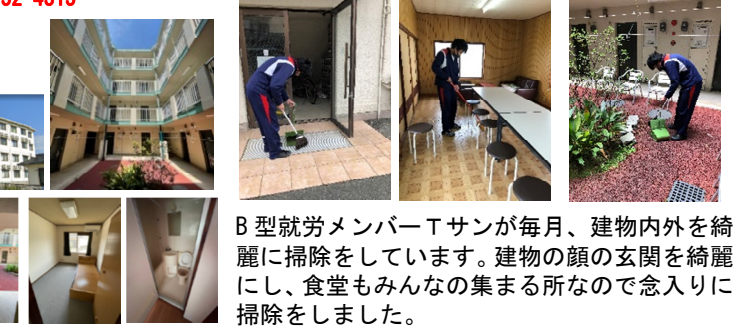 B型就労メンバーTサンが毎月、建物内外を綺
麗に掃除をしています。建物の顔の玄関を綺麗
にし、食堂もみんなの集まる所なので念入りに
掃除をしました。